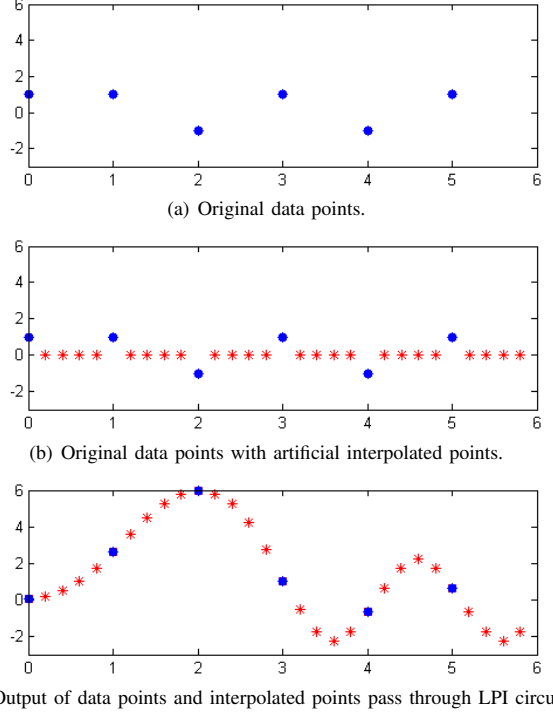 6
4
2
0
-2
0 1 2 3 4 5 6
(a) Original data points.
6
4
2
0
-2
0 1 2 3 4 5 6
(b) Original data points with artificial interpolated points.
6
4
2
0
-2
0 1 2 3 4 5 6
Output of data points and interpolated points pass through LPI circu